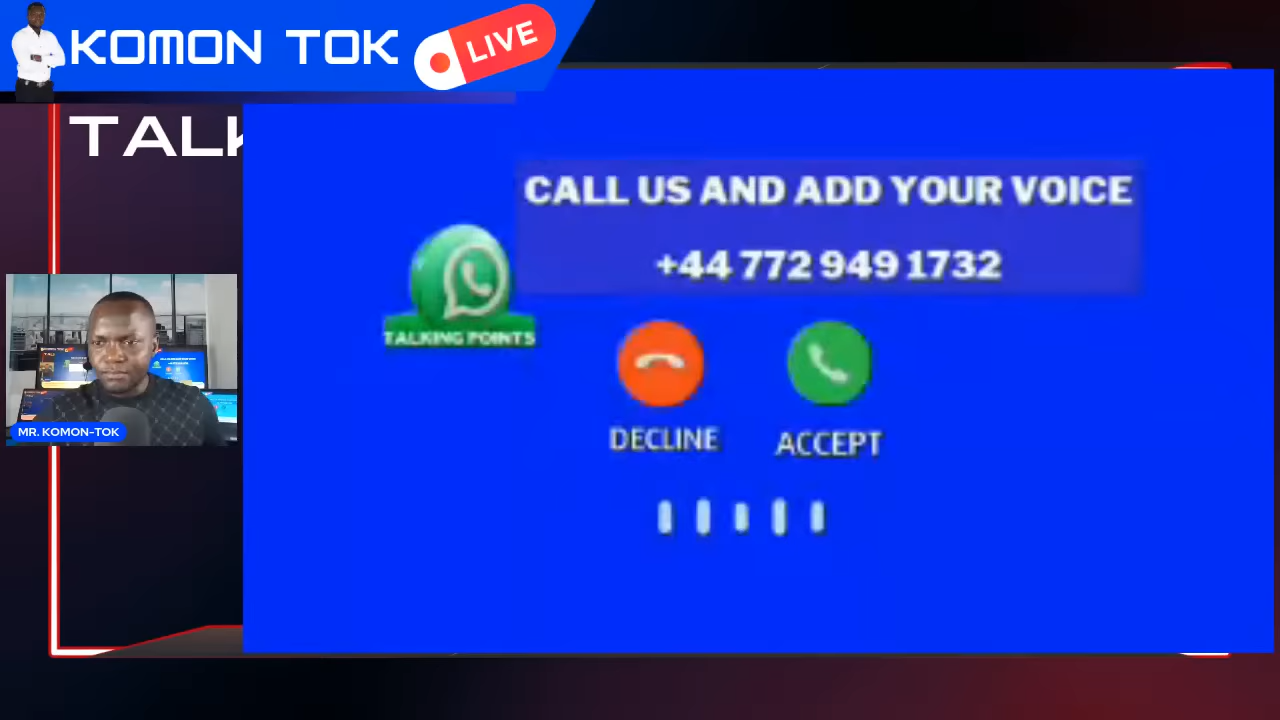 KOMON TOK
LIVE
TALK
CALL US AND ADD YOUR VOICE
+44 772 949 1732
TALKING POINTS
DECLINE
ACCEPT
MR. KOMON-TOK